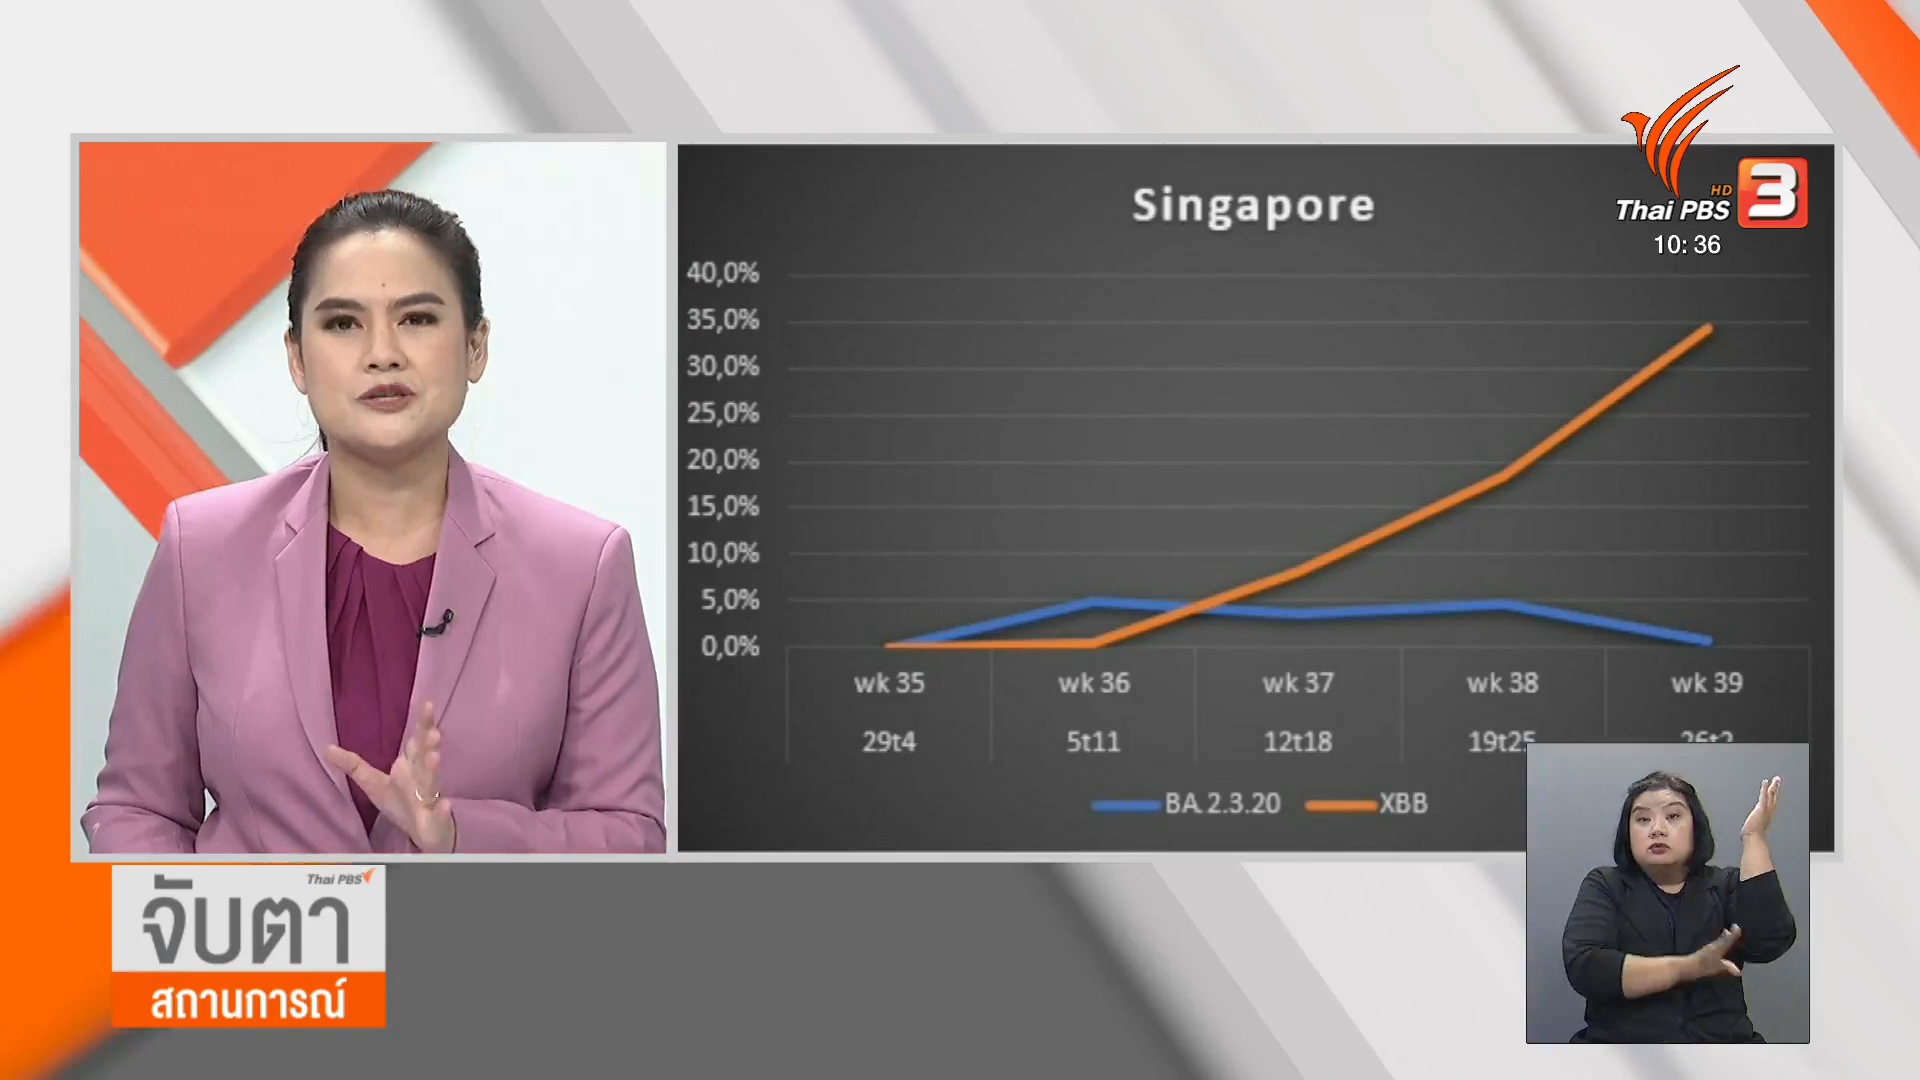 Singapore
HD
Thai PBS 3
10: 36
40,0%
35,0%
30,0%
25,0%
20,0%
15,0%
10,0%
5,0%
0,0%
wk 35 wk 36 wk 37 wk 38 wk 39
29t4 5t11 12t18 19t25 26t2
BA.2.3.20 XBB
Thai PBS
จับตา
สถานการณ์